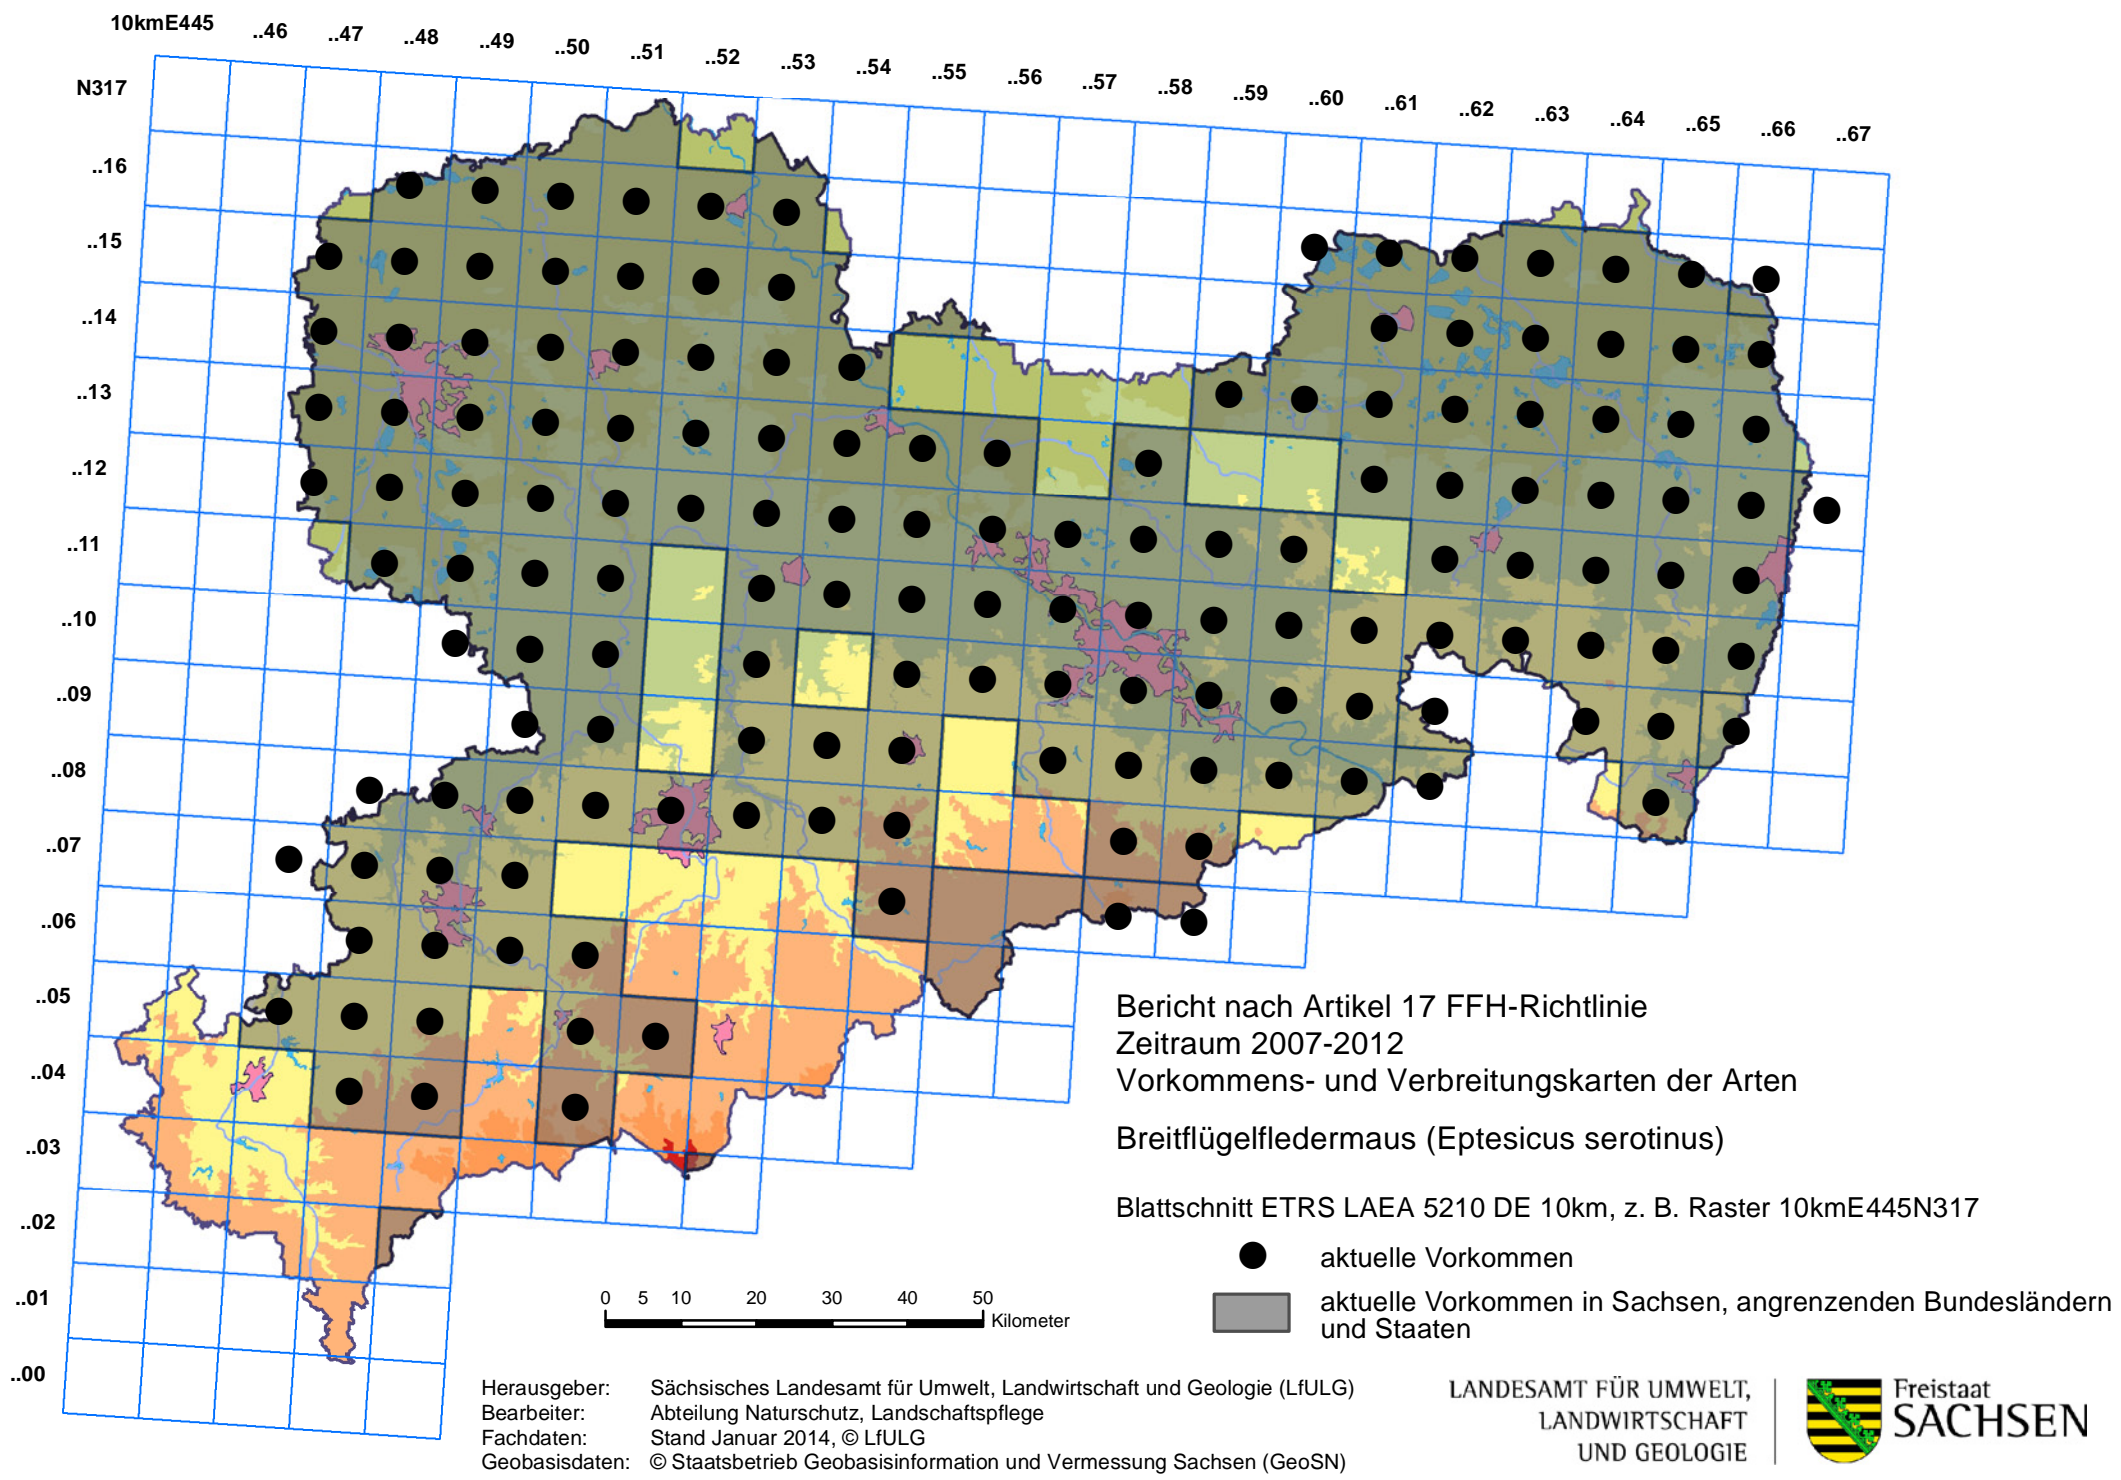 10kmE445 ..46 ..47 ..48 ..49 ..50 ..51 ..52 ..53 ..54 ..55 ..56 ..57 ..58 ..59 ..60 ..61 ..62 ..63 ..64 ..65 ..66 ..67
N317
..16
..15
..14
..13
..12
..11
..10
..09
..08
..07
..06
..05
..04
..03
..02
..01
..00
Bericht nach Artikel 17 FFH-Richtlinie
Zeitraum 2007-2012
Vorkommens- und Verbreitungskarten der Arten
Breitflügelfledermaus (Eptesicus serotinus)
Blattschnitt ETRS LAEA 5210 DE 10km, z. B. Raster 10kmE445N317
aktuelle Vorkommen
aktuelle Vorkommen in Sachsen, angrenzenden Bundesländern
und Staaten
0 5 10 20 30 40 50
Kilometer
Herausgeber: Sächsisches Landesamt für Umwelt, Landwirtschaft und Geologie (LfULG)
Bearbeiter: Abteilung Naturschutz, Landschaftspflege
Fachdaten: Stand Januar 2014, © LfULG
Geobasisdaten: © Staatsbetrieb Geobasisinformation und Vermessung Sachsen (GeoSN)
LANDESAMT FÜR UMWELT,
LANDWIRTSCHAFT
UND GEOLOGIE
Freistaat
SACHSEN